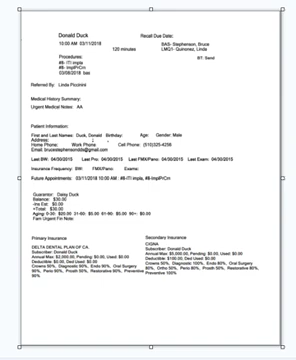 Donald Duck
Recall Due Date:
10:00 AM 03/11/2018
BAS- Stephenson, Bruce
120 minutes
LMQ1- Quinonez, Linda
Procedures:
BT: Send
#8- ITI impla
#8- ImplPrCrn
03/08/2018 bas
Referred By: Linda Piccinini
Medical History Summary:
Urgent Medical Notes: AA
Patient Information:
First and Last Names: Duck, Donald Birthday: Age: Gender: Male
Address:
Home Phone: Work Phone Cell Phone: (510)325-4258
Email: brucestephensondds@gmail.com
Last BW: 04/30/2015 Last Pro: 04/30/2015 Last FMX/Pano: 04/30/2015 Last Exam: 04/30/2015
Insurance Frequency: BW: FMX/Pano: Exams:
Future Appointments: 03/11/2018 10:00 AM : #8-ITI impla, #8-ImplPrCrn
Guarantor: Daisy Duck
Balance: $30.00
-Ins Est: $0.00
=Total: $30.00
Aging: 0-30: $20.00 31-60: $5.00 61-90: $5.00 90+: $0.00
Fam Urgent Fin Note:
Primary Insurance
DELTA DENTAL PLAN OF CA.
Subscriber: Donald Duck
Annual Max: $2,000.00, Pending: $0.00, Used: $0.00
Deductible: $0.00, Ded Used: $0.00
Crowns 50%, Diagnostic 90%, Endo 90%, Oral Surgery
90%, Perio 90%, Prosth 50%, Restorative 90%, Preventive
90%
Secondary Insurance
CIGNA
Subscriber: Donald Duck
Annual Max: $5,000.00, Pending: $0.00, Used: $0.00
Deductible: $100.00, Ded Used: $0.00
Crowns 50%, Diagnostic 100%, Endo 80%, Oral Surgery
80%, Ortho 50%, Perio 80%, Prosth 50%, Restorative 80%,
Preventive 100%